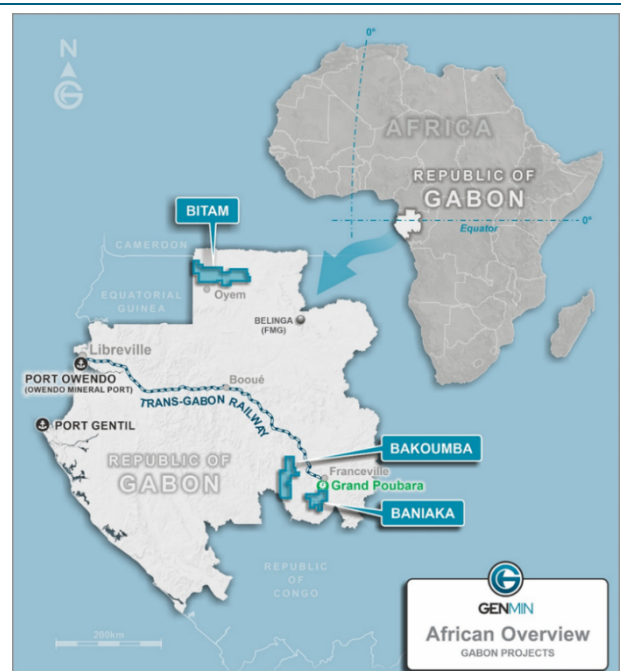 N
G
0°
AFRICA
REPUBLIC OF
GABON
0°
Equator
BITAM
CAMEROON
EQUATORIAL
GUINEA
Oyem
BELINGA
(FMG)
Libreville
PORT OWENDO
(OWENDO MINERAL PORT)
Booué
TRANS-GABON RAILWAY
PORT GENTIL
REPUBLIC OF
GABON
BAKOUMBA
Franceville
Grand Poubara
BANIAKA
REPUBLIC
OF
CONGO
200km
G
GENMIN
African Overview
GABON PROJECTS